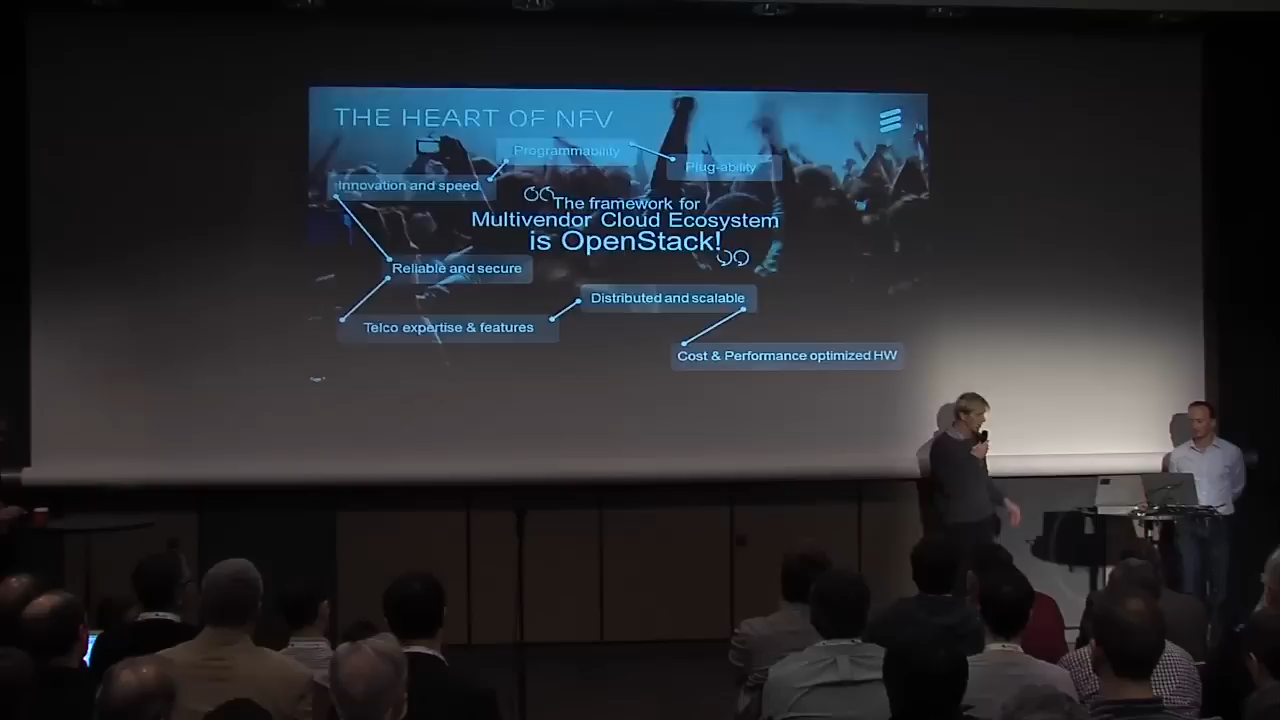 THE HEART OF NFV
Programmability
Plug-ability
Innovation and speed
The framework for
Multivendor Cloud Ecosystem
is OpenStack!
Reliable and secure
Distributed and scalable
Telco expertise & features
Cost & Performance optimized HW